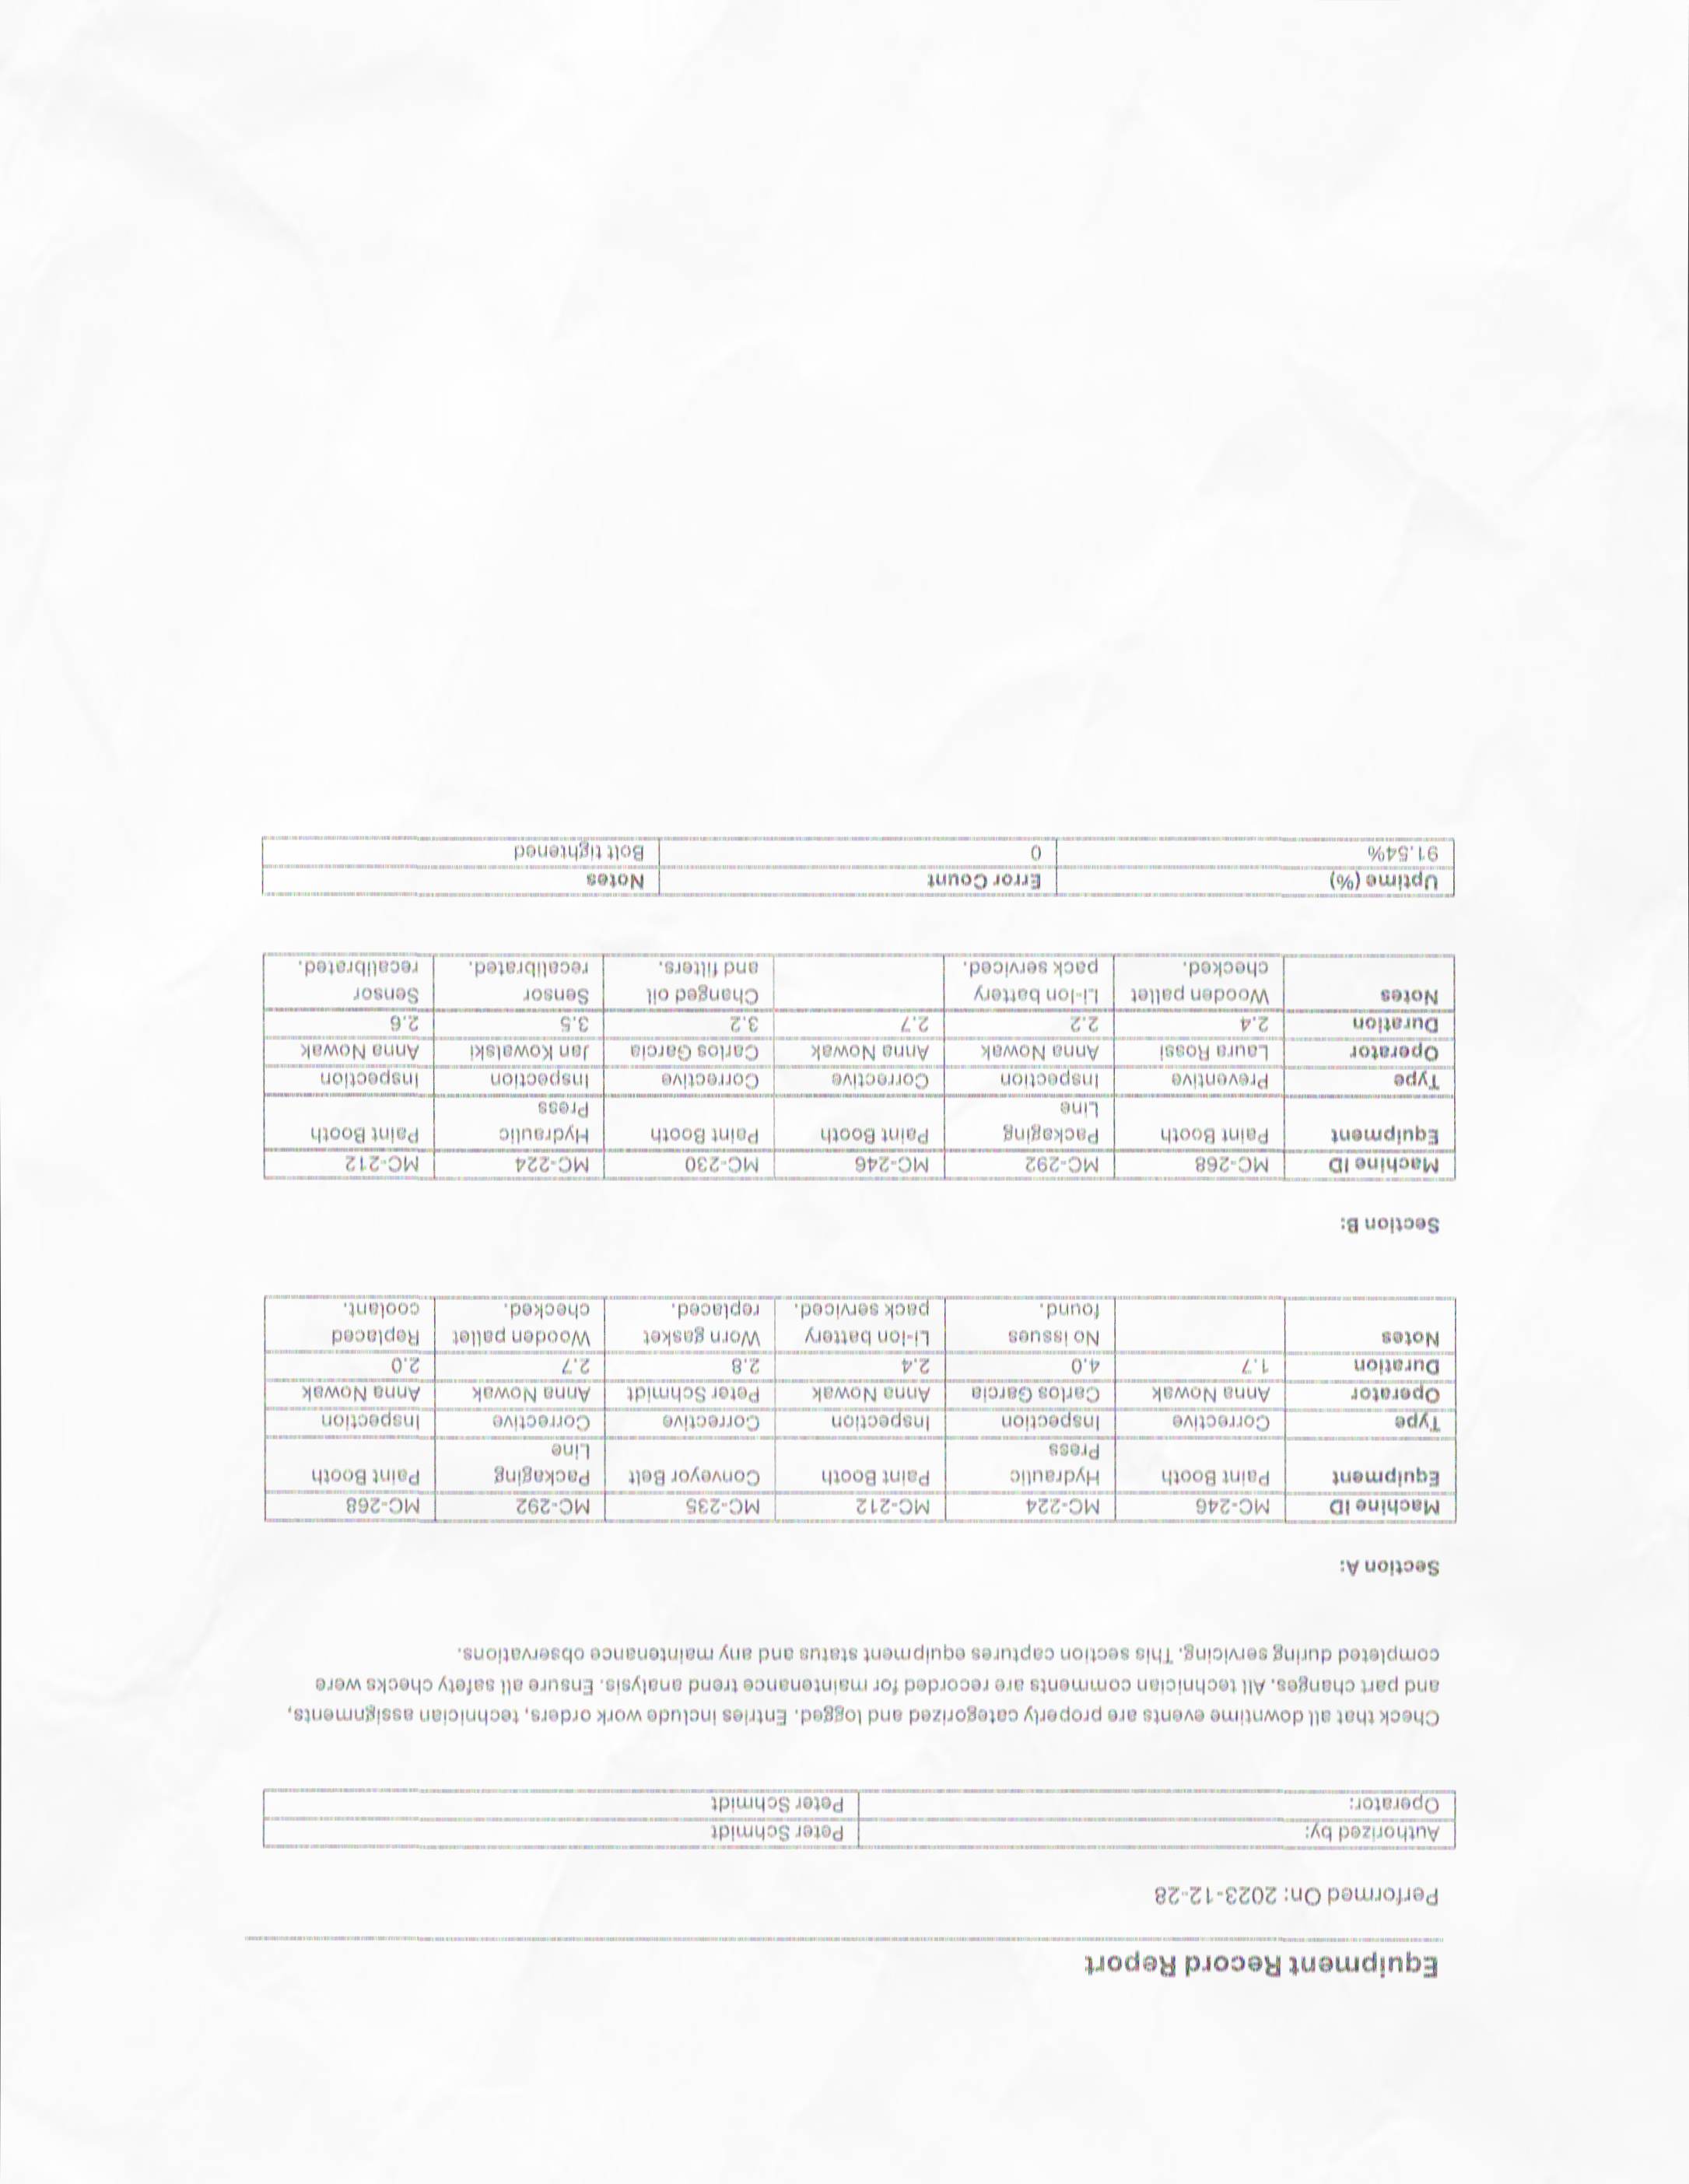 Equipment Record Report
Performed On: 2023-12-28
Authorized by: Peter Schmidt
Operator: Peter Schmidt
Check that all downtime events are properly categorized and logged. Entries include work orders, technician assignments,
and part changes. All technician comments are recorded for maintenance trend analysis. Ensure all safety checks were
completed during servicing. This section captures equipment status and any maintenance observations.
Section A:
Machine ID MC-246 MC-224 MC-212 MC-235 MC-292 MC-268
Equipment Paint Booth Hydraulic Paint Booth Conveyor Belt Packaging Paint Booth
Press Line
Type Corrective Inspection Inspection Corrective Corrective Inspection
Operator Anna Nowak Carlos Garcia Anna Nowak Peter Schmidt Anna Nowak Anna Nowak
Duration 1.7 4.0 2.4 2.8 2.7 2.0
Notes No issues Li-Ion battery Worn gasket Wooden pallet Replaced
found. pack serviced. replaced. checked. coolant.
Section B:
Machine ID MC-268 MC-292 MC-246 MC-230 MC-224 MC-212
Equipment Paint Booth Packaging Paint Booth Paint Booth Hydraulic Paint Booth
Line Press
Type Preventive Inspection Corrective Corrective Inspection Inspection
Operator Laura Rossi Anna Nowak Anna Nowak Carlos Garcia Jan Kowalski Anna Nowak
Duration 2.4 2.2 2.7 3.2 3.5 2.6
Notes Wooden pallet Li-Ion battery Changed oil Sensor Sensor
checked. pack serviced. and filters. recalibrated. recalibrated.
Uptime (%) Error Count Notes
91.54% 0 Bolt tightened